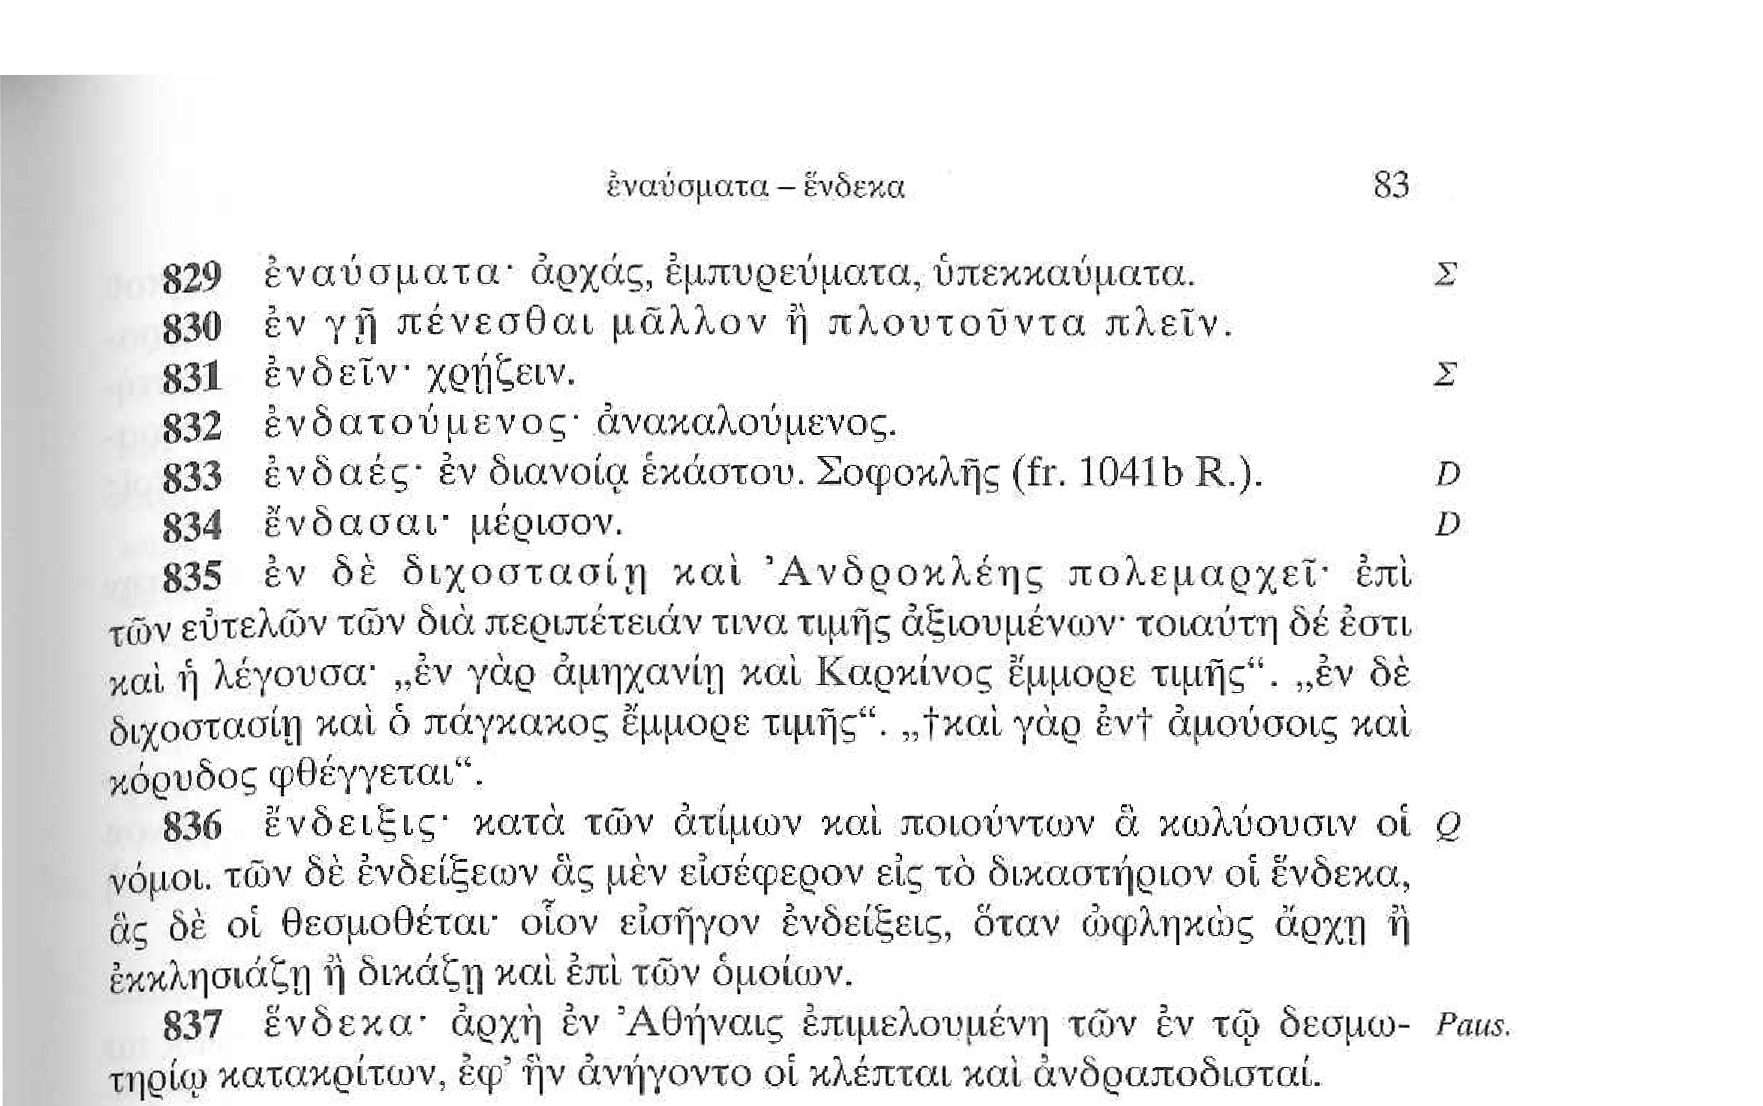 ἐναύσματα – ἕνδεκα 83
829 ἐναύσματα· ἀρχάς, ἐμπυρεύματα, ὑπεκκαύματα. Σ
830 ἐν γῇ πένεσθαι μᾶλλον ἢ πλουτοῦντα πλεῖν.
831 ἐνδεῖν· χρῄζειν. Σ
832 ἐνδατούμενος· ἀνακαλούμενος.
833 ἐνδαές· ἐν διανοίᾳ ἑκάστου. Σοφοκλῆς (fr. 1041b R.). D
834 ἔνδασαι· μέρισον. D
835 ἐν δὲ διχοστασίῃ καὶ Ἀνδροκλέης πολεμαρχεῖ· ἐπὶ
τῶν εὐτελῶν τῶν διὰ περιπέτειάν τινα τιμῆς ἀξιουμένων· τοιαύτη δέ ἐστι
καὶ ἡ λέγουσα· „ἐν γὰρ ἀμηχανίῃ καὶ Καρκίνος ἔμμορε τιμῆς“. „ἐν δὲ
διχοστασίῃ καὶ ὁ πάγκακος ἔμμορε τιμῆς“. „†καὶ γὰρ ἐν† ἀμούσοις καὶ
κόρυδος φθέγγεται“.
836 ἔνδειξις· κατὰ τῶν ἀτίμων καὶ ποιούντων ἃ κωλύουσιν οἱ Q
νόμοι. τῶν δὲ ἐνδείξεων ἃς μὲν εἰσέφερον εἰς τὸ δικαστήριον οἱ ἕνδεκα,
ἃς δὲ οἱ θεσμοθέται· οἷον εἰσῆγον ἐνδείξεις, ὅταν ὠφληκὼς ἄρχῃ ἢ
ἐκκλησιάζῃ ἢ δικάζῃ καὶ ἐπὶ τῶν ὁμοίων.
837 ἕνδεκα· ἀρχὴ ἐν Ἀθήναις ἐπιμελουμένη τῶν ἐν τῷ δεσμω- Paus.
τηρίῳ κατακρίτων, ἐφ’ ἣν ἀνήγοντο οἱ κλέπται καὶ ἀνδραποδισταί.